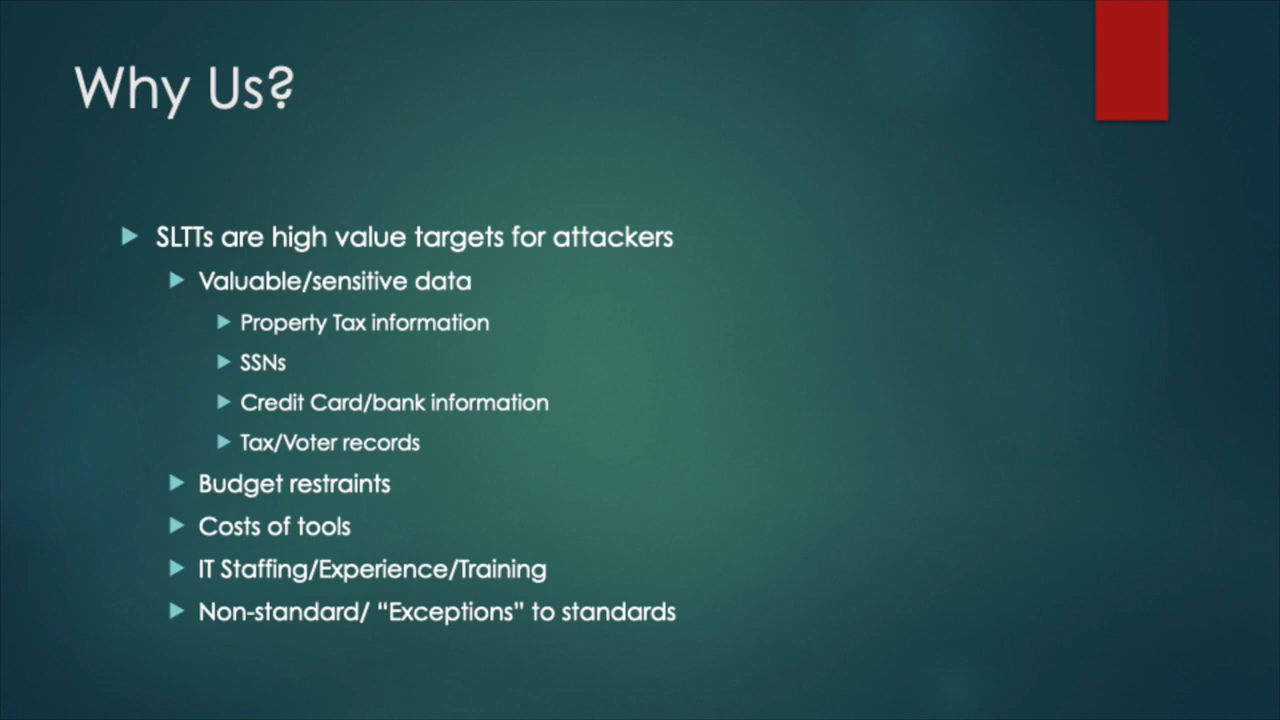 Why Us?
SLTTs are high value targets for attackers
Valuable/sensitive data
Property Tax information
SSNs
Credit Card/bank information
Tax/Voter records
Budget restraints
Costs of tools
IT Staffing/Experience/Training
Non-standard/ “Exceptions” to standards